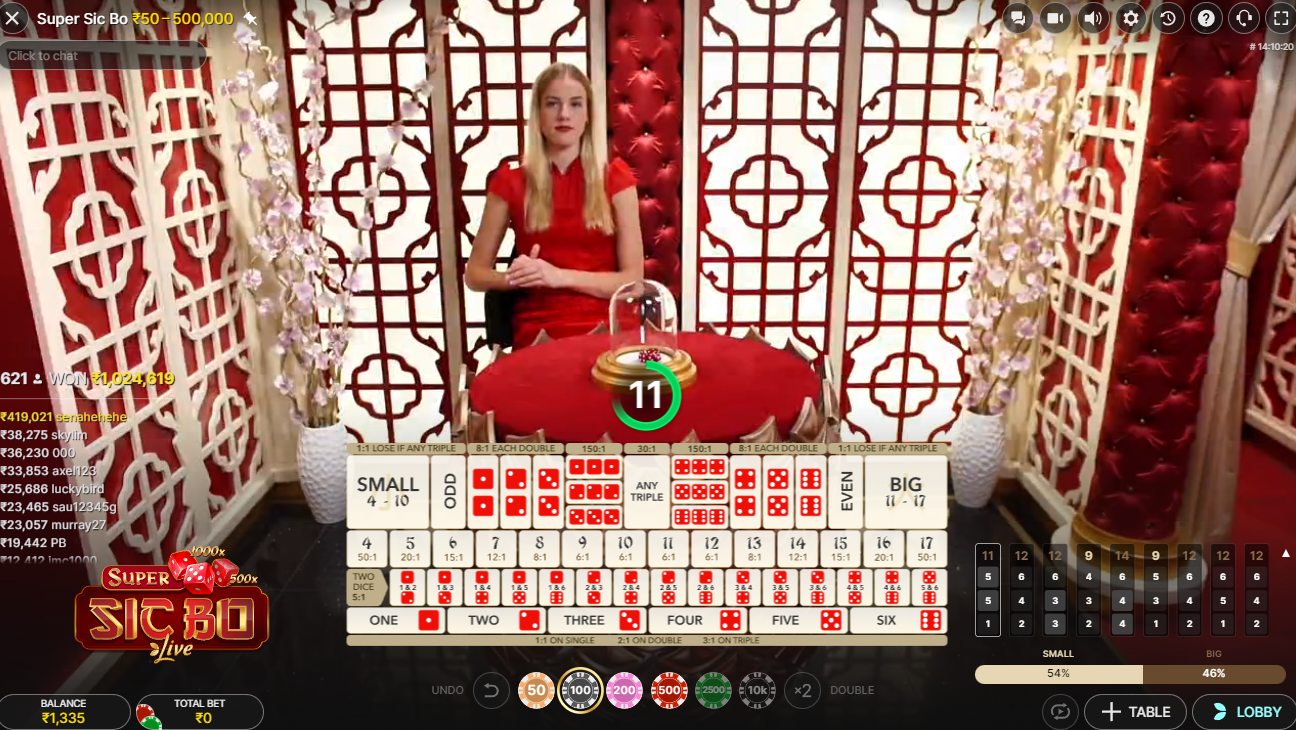 Super Sic Bo ₹50 – 500,000
Click to chat
# 14:10:20
621 WON ₹1,024,619
₹419,021 senahehehe
₹38,275 skylim
₹36,230 000
₹33,853 axel123
₹25,686 luckybird
₹23,465 sau12345g
₹23,057 murray27
₹19,442 PB
₹12,412 jmc1000
11
1:1 LOSE IF ANY TRIPLE 8:1 EACH DOUBLE 150:1 30:1 150:1 8:1 EACH DOUBLE 1:1 LOSE IF ANY TRIPLE
SMALL 4 - 10 ODD ANY TRIPLE EVEN BIG 11 - 17
4 5 6 7 8 9 10 11 12 13 14 15 16 17
50:1 20:1 15:1 12:1 8:1 6:1 6:1 6:1 6:1 8:1 12:1 15:1 20:1 50:1
TWO DICE 5:1
1 & 2 1 & 3 1 & 4 1 & 5 1 & 6 2 & 3 2 & 4 2 & 5 2 & 6 3 & 4 3 & 5 3 & 6 4 & 5 4 & 6 5 & 6
ONE TWO THREE FOUR FIVE SIX
1:1 ON SINGLE 2:1 ON DOUBLE 3:1 ON TRIPLE
1000x
500x
SUPER
SIC BO
Live
11 12 12 9 14 9 12 12 12
5 6 6 4 6 5 6 6 6
5 4 3 3 4 3 4 5 4
1 2 3 2 4 1 2 1 2
SMALL BIG
54% 46%
UNDO 50 100 200 500 2500 10k ×2 DOUBLE
BALANCE
₹1,335
TOTAL BET
₹0
TABLE
LOBBY